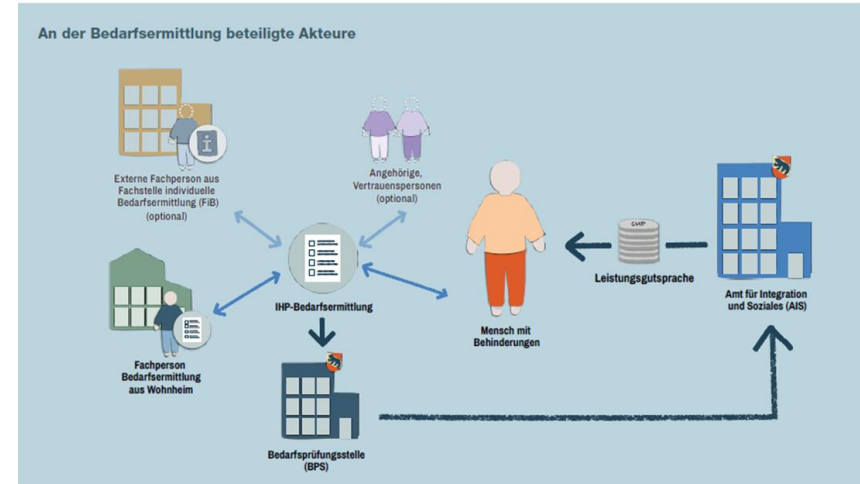 An der Bedarfsermittlung beteiligte Akteure
Externe Fachperson aus
Fachstelle individuelle
Bedarfsermittlung (FiB)
(optional)
Angehörige,
Vertrauenspersonen
(optional)
IHP-Bedarfsermittlung
Fachperson
Bedarfsermittlung
aus Wohnheim
Mensch mit
Behinderungen
Leistungsgutsprache
Amt für Integration
und Soziales (AIS)
Bedarfsprüfungsstelle
(BPS)